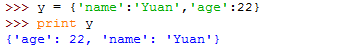 >>> y = {'name':'Yuan','age':22}
>>> print y
{'age': 22, 'name': 'Yuan'}